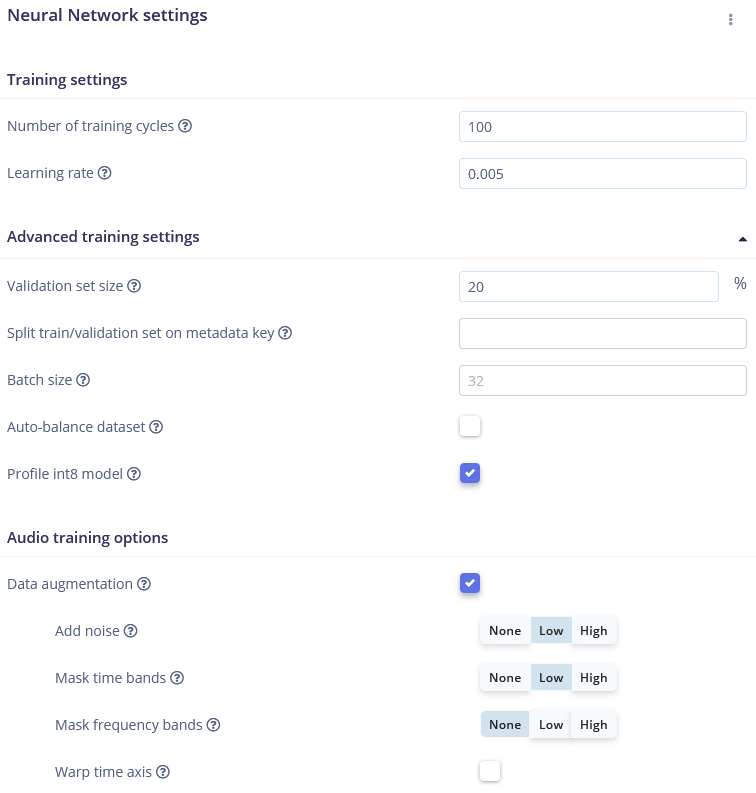 Neural Network settings
Training settings
Number of training cycles
100
Learning rate
0.005
Advanced training settings
Validation set size
20
%
Split train/validation set on metadata key
Batch size
32
Auto-balance dataset
Profile int8 model
Audio training options
Data augmentation
Add noise
None Low High
Mask time bands
None Low High
Mask frequency bands
None Low High
Warp time axis